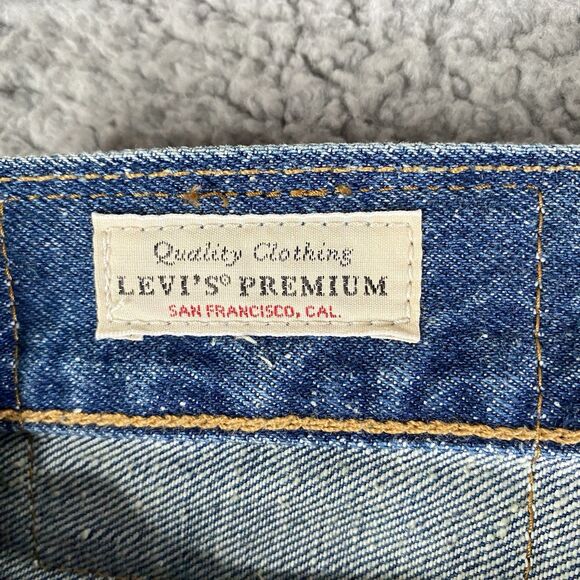 Quality Clothing
LEVI'S® PREMIUM
SAN FRANCISCO, CAL.